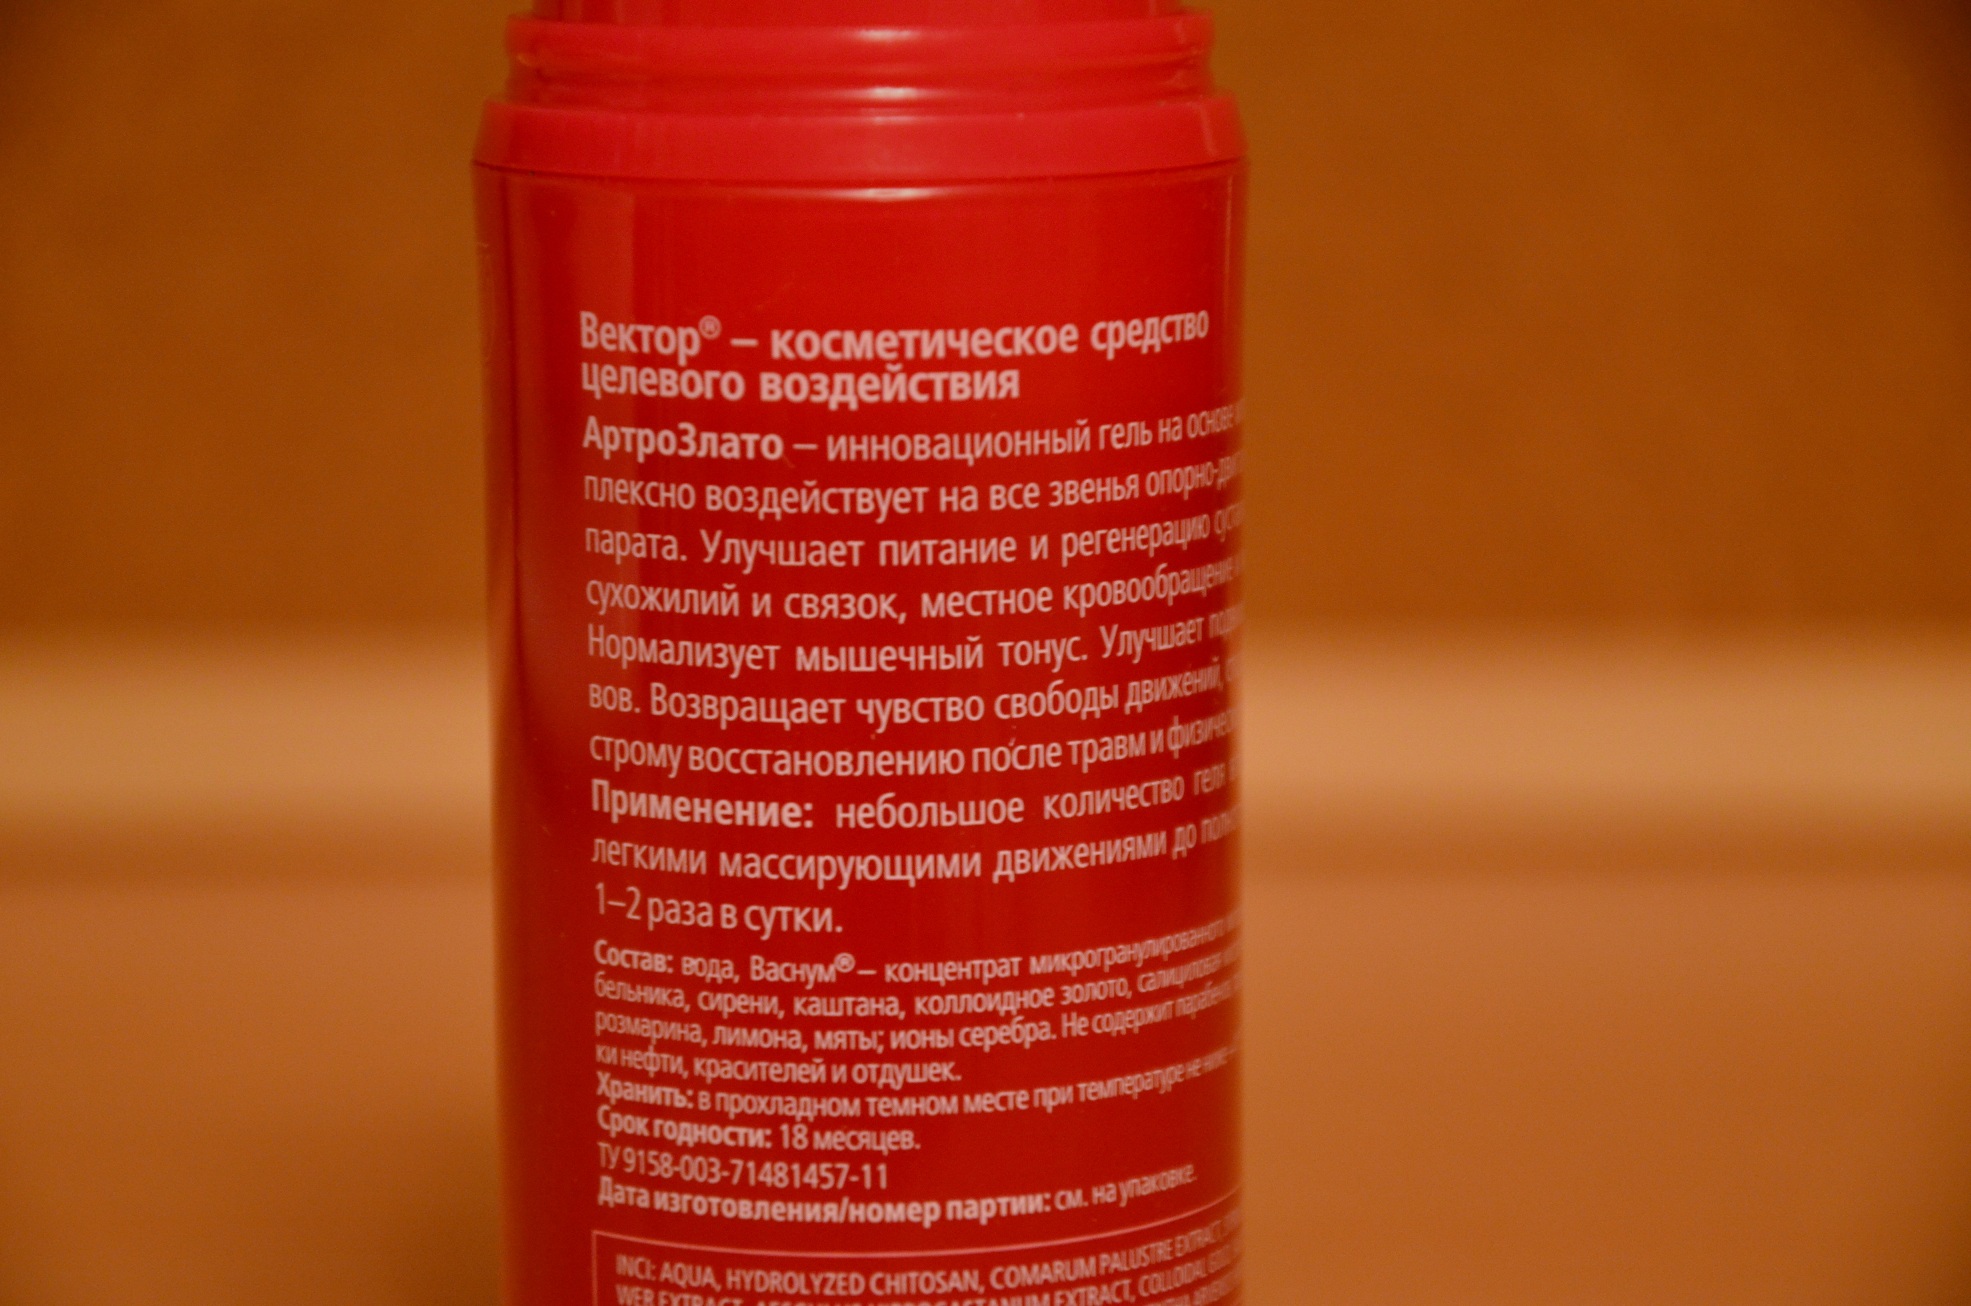 Вектор® – косметическое средство
целевого воздействия
АртроЗлато – инновационный гель на основе
плексно воздействует на все звенья
парата. Улучшает питание и регенерацию
сухожилий и связок, местное кровообращение
Нормализует мышечный тонус. Улучшает
вов. Возвращает чувство свободы движений,
строму восстановлению после травм и
Применение: небольшое количество геля
легкими массирующими движениями до
1–2 раза в сутки.
Состав: вода, Васнум® – концентрат микрогранулированного
бельника, сирени, каштана, коллоидное золото,
розмарина, лимона, мяты; ионы серебра. Не содержит
ки нефти, красителей и отдушек.
Хранить: в прохладном темном месте при температуре не ниже
Срок годности: 18 месяцев.
ТУ 9158-003-71481457-11
Дата изготовления/номер партии: см. на упаковке.
INCI: AQUA, HYDROLYZED CHITOSAN, COMARUM PALUSTRE EXTRACT,
EXTRACT, COLLOIDAL